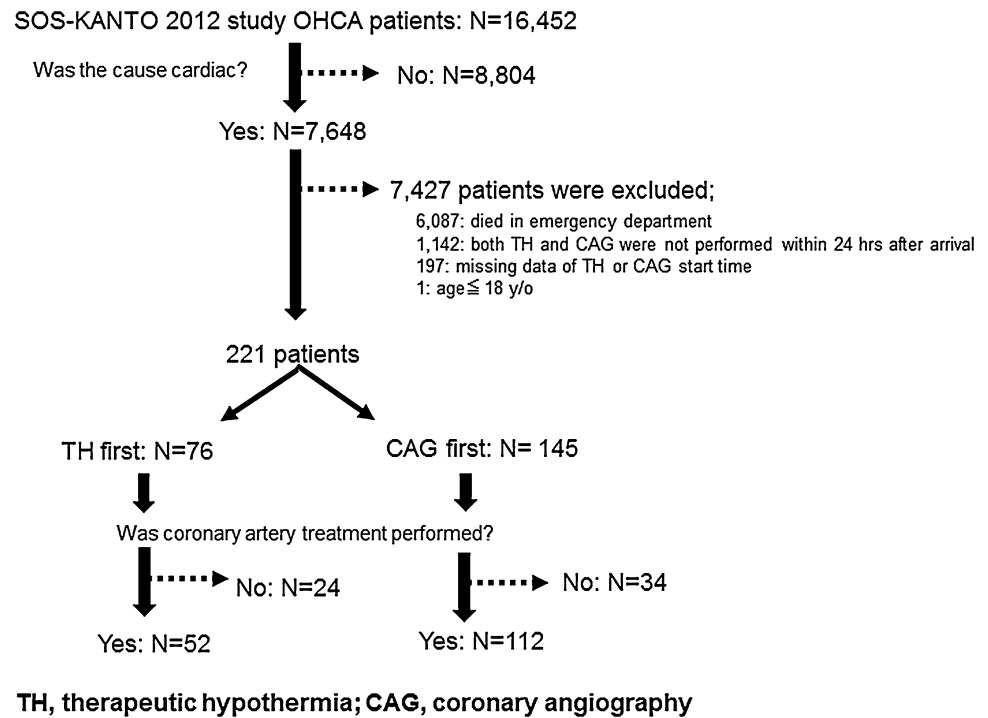 SOS-KANTO 2012 study OHCA patients: N=16,452
Was the cause cardiac?
No: N=8,804
Yes: N=7,648
7,427 patients were excluded;
6,087: died in emergency department
1,142: both TH and CAG were not performed within 24 hrs after arrival
197: missing data of TH or CAG start time
1: age≦ 18 y/o
221 patients
TH first: N=76
CAG first: N= 145
Was coronary artery treatment performed?
No: N=24
No: N=34
Yes: N=52
Yes: N=112
TH, therapeutic hypothermia; CAG, coronary angiography